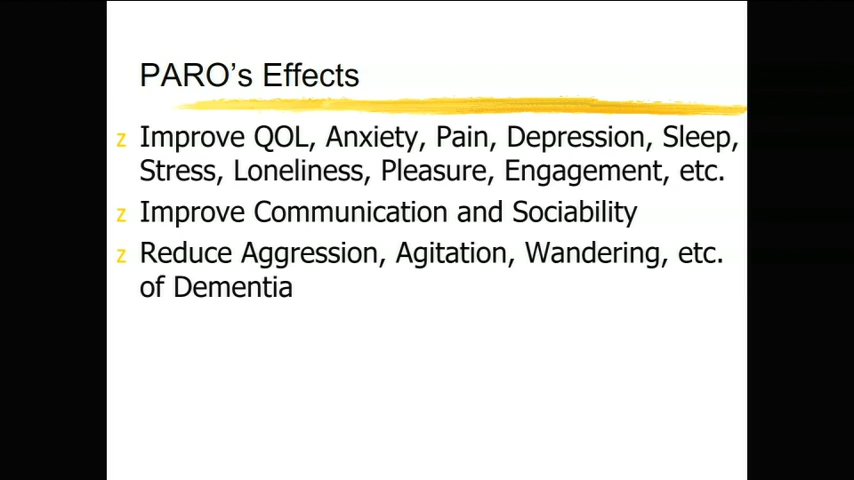 PARO's Effects
z Improve QOL, Anxiety, Pain, Depression, Sleep,
Stress, Loneliness, Pleasure, Engagement, etc.
z Improve Communication and Sociability
z Reduce Aggression, Agitation, Wandering, etc.
of Dementia